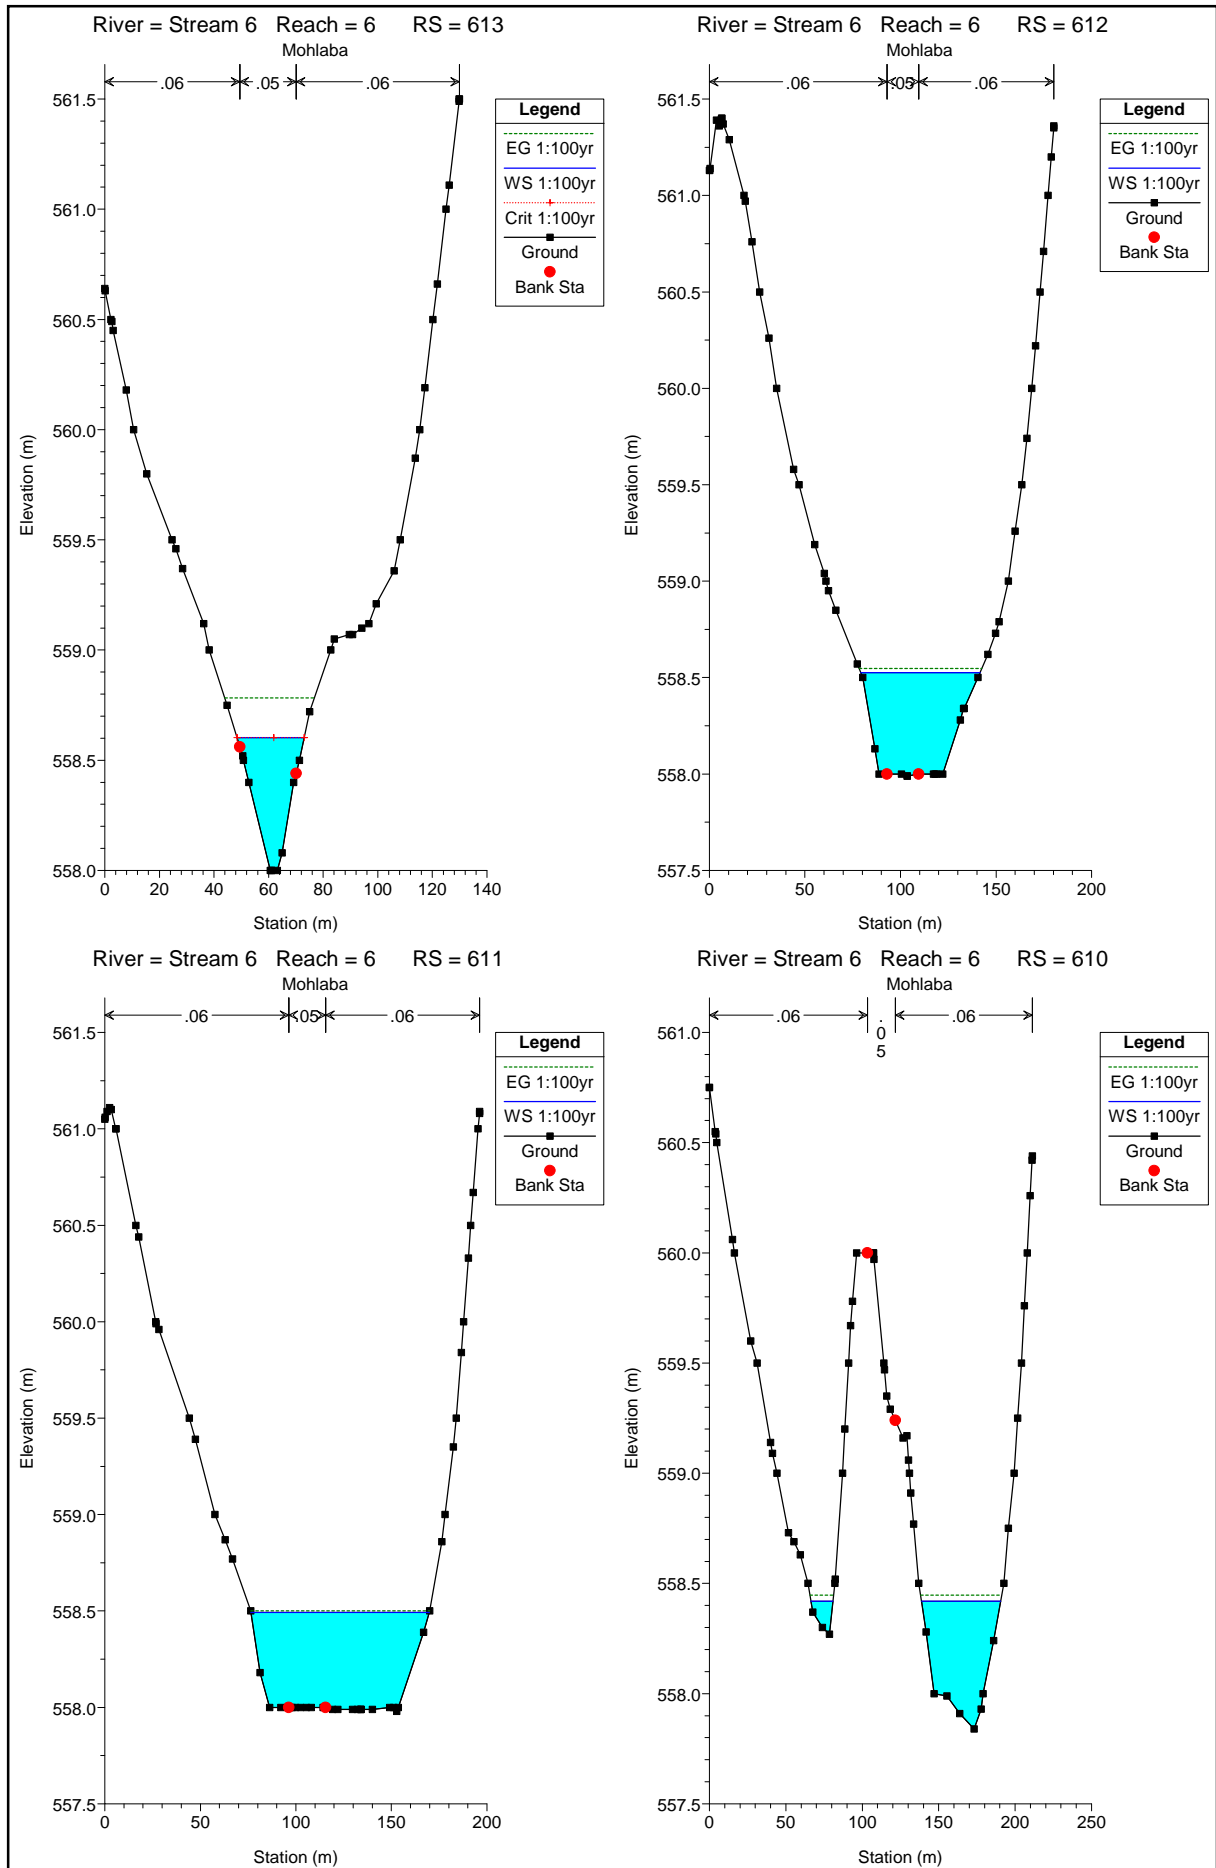 River = Stream 6 Reach = 6 RS = 613
Mohlaba
.06 .05 .06
Legend
EG 1:100yr
WS 1:100yr
Crit 1:100yr
Ground
Bank Sta
561.5
561.0
560.5
560.0
559.5
559.0
558.5
558.0
Elevation (m)
0 20 40 60 80 100 120 140
Station (m)
River = Stream 6 Reach = 6 RS = 612
Mohlaba
.06 .05 .06
Legend
EG 1:100yr
WS 1:100yr
Ground
Bank Sta
561.5
561.0
560.5
560.0
559.5
559.0
558.5
558.0
557.5
Elevation (m)
0 50 100 150 200
Station (m)
River = Stream 6 Reach = 6 RS = 611
Mohlaba
.06 .05 .06
Legend
EG 1:100yr
WS 1:100yr
Ground
Bank Sta
561.5
561.0
560.5
560.0
559.5
559.0
558.5
558.0
557.5
Elevation (m)
0 50 100 150 200
Station (m)
River = Stream 6 Reach = 6 RS = 610
Mohlaba
.06 .05 .06
Legend
EG 1:100yr
WS 1:100yr
Ground
Bank Sta
561.0
560.5
560.0
559.5
559.0
558.5
558.0
557.5
Elevation (m)
0 50 100 150 200 250
Station (m)